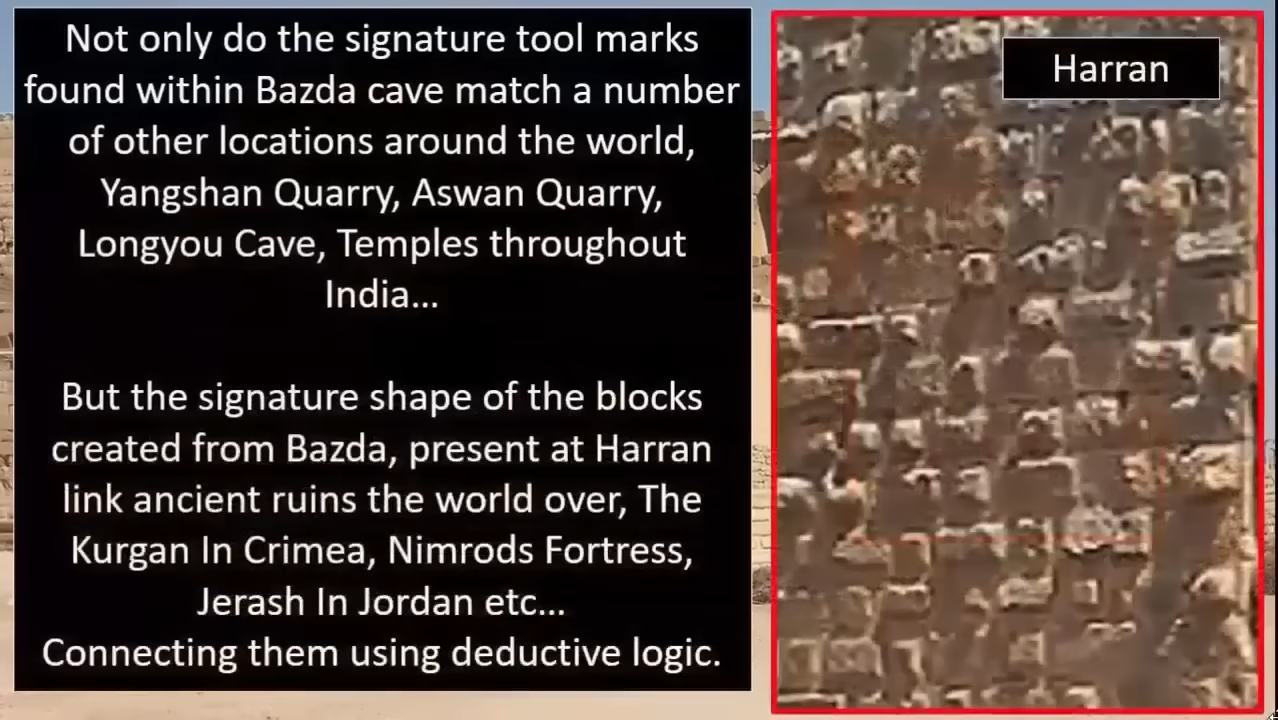 Not only do the signature tool marks
found within Bazda cave match a number
of other locations around the world,
Yangshan Quarry, Aswan Quarry,
Longyou Cave, Temples throughout
India...
But the signature shape of the blocks
created from Bazda, present at Harran
link ancient ruins the world over, The
Kurgan In Crimea, Nimrods Fortress,
Jerash In Jordan etc...
Connecting them using deductive logic.
Harran